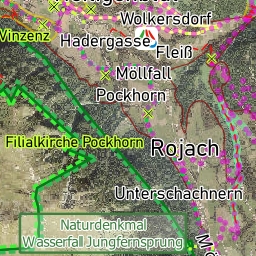 Wolkersdorf
Vinzenz
Hadergasse
Fleiß
Möllfall
Pockhorn
Filialkirche Pockhorn
Rojach
Unterschachnern
Naturdenkmal
Wasserfall Jungfernsprung